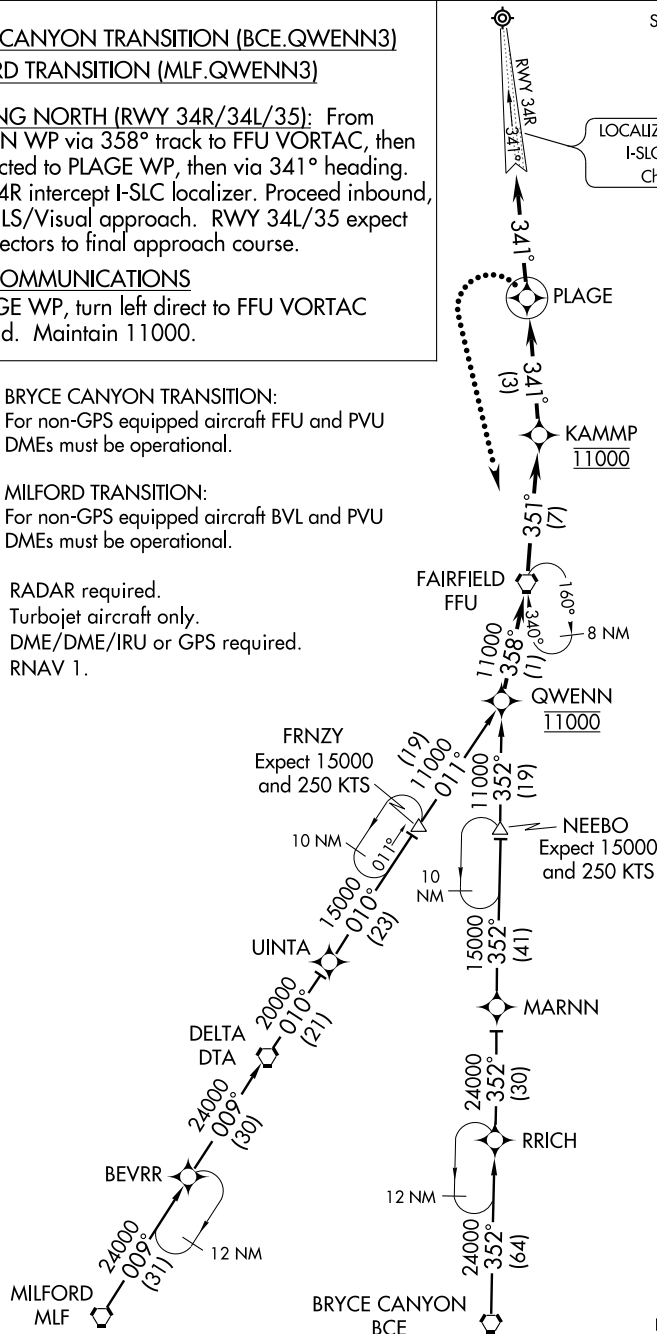 CANYON TRANSITION (BCE.QWENN3)
RD TRANSITION (MLF.QWENN3)
NG NORTH (RWY 34R/34L/35): From
N WP via 358° track to FFU VORTAC, then
cted to PLAGE WP, then via 341° heading.
4R intercept I-SLC localizer. Proceed inbound,
LS/Visual approach. RWY 34L/35 expect
ectors to final approach course.
OMMUNICATIONS
GE WP, turn left direct to FFU VORTAC
d. Maintain 11000.
BRYCE CANYON TRANSITION:
For non-GPS equipped aircraft FFU and PVU
DMEs must be operational.
MILFORD TRANSITION:
For non-GPS equipped aircraft BVL and PVU
DMEs must be operational.
RADAR required.
Turbojet aircraft only.
DME/DME/IRU or GPS required.
RNAV 1.
S
RWY 34R
341°
LOCALIZ
I-SLC
Ch
341°
PLAGE
341°
(3)
KAMMP
11000
351°
(7)
FAIRFIELD
FFU
160°
340°
8 NM
11000
358°
(1)
QWENN
11000
FRNZY
Expect 15000
and 250 KTS
(19)
11000
011°
11000
352°
(19)
10 NM
011°
NEEBO
Expect 15000
and 250 KTS
10
NM
15000
010°
(23)
15000
352°
(41)
UINTA
MARNN
20000
010°
(21)
DELTA
DTA
24000
352°
(30)
24000
009°
(30)
RRICH
BEVRR
12 NM
12 NM
24000
009°
(31)
24000
352°
(64)
MILFORD
MLF
BRYCE CANYON
BCE